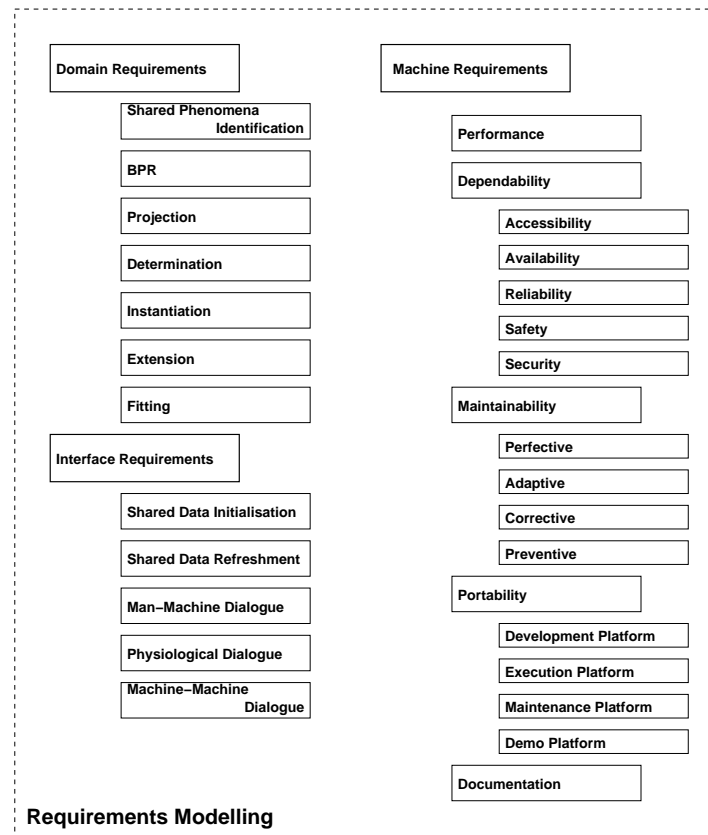 Domain Requirements
Shared Phenomena
Identification
BPR
Projection
Determination
Instantiation
Extension
Fitting
Interface Requirements
Shared Data Initialisation
Shared Data Refreshment
Man−Machine Dialogue
Physiological Dialogue
Machine−Machine
Dialogue
Machine Requirements
Performance
Dependability
Accessibility
Availability
Reliability
Safety
Security
Maintainability
Perfective
Adaptive
Corrective
Preventive
Portability
Development Platform
Execution Platform
Maintenance Platform
Demo Platform
Documentation
Requirements Modelling